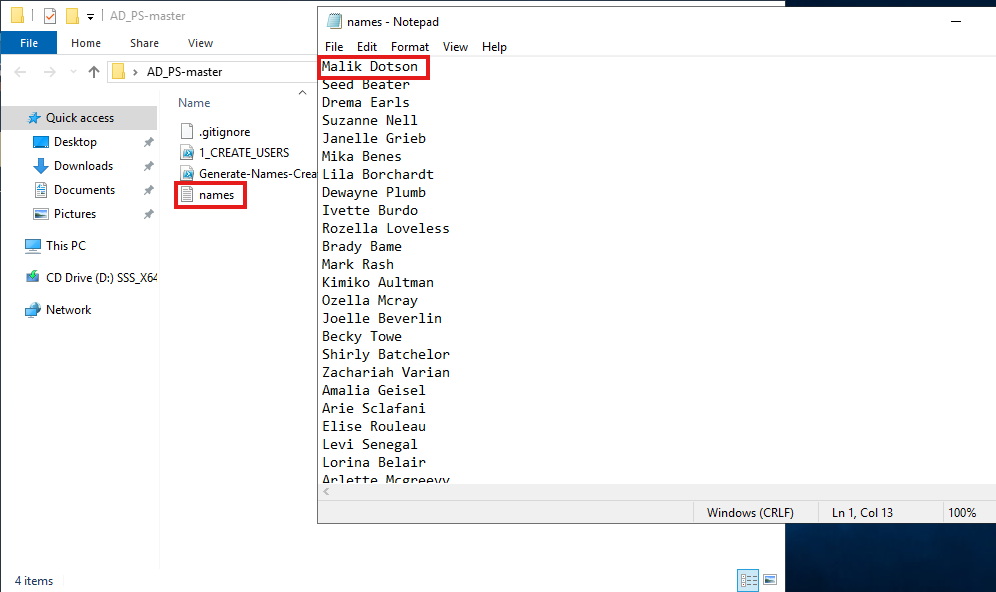 AD_PS-master
File Home Share View
AD_PS-master
Quick access
Desktop
Downloads
Documents
Pictures
This PC
CD Drive (D:) SSS_X64
Network
Name
.gitignore
1_CREATE_USERS
Generate-Names-Crea
names
4 items
names - Notepad
File Edit Format View Help
Malik Dotson
Seed Beater
Drema Earls
Suzanne Nell
Janelle Grieb
Mika Benes
Lila Borchardt
Dewayne Plumb
Ivette Burdo
Rozella Loveless
Brady Bame
Mark Rash
Kimiko Aultman
Ozella Mcray
Joelle Beverlin
Becky Towe
Shirly Batchelor
Zachariah Varian
Amalia Geisel
Arie Sclafani
Elise Rouleau
Levi Senegal
Lorina Belair
Arlette Mcgreevy
Windows (CRLF) Ln 1, Col 13 100%